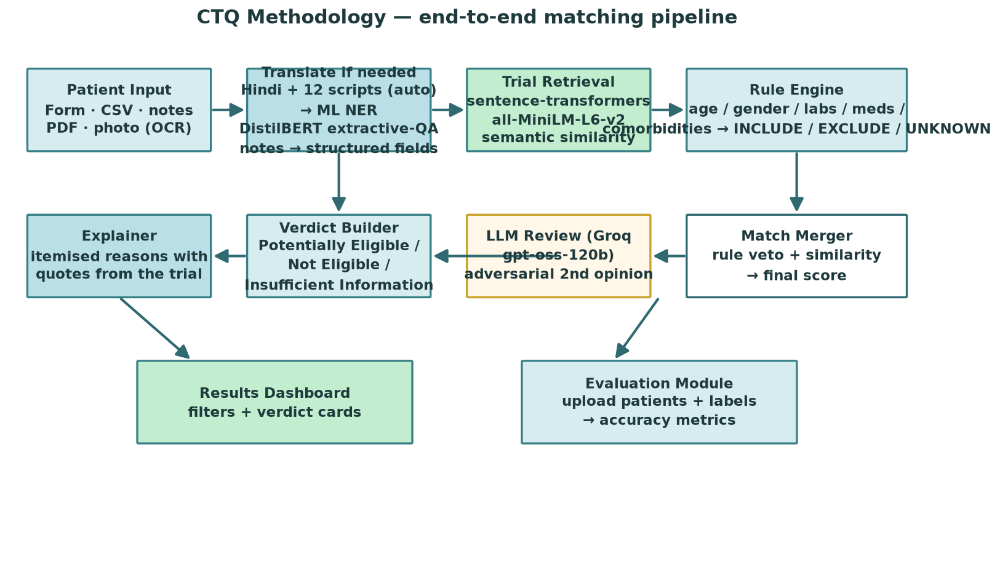 CTQ Methodology — end-to-end matching pipeline
Patient Input
Form · CSV · notes
PDF · photo (OCR)
Translate if needed
Hindi + 12 scripts (auto)
→ ML NER
DistilBERT extractive-QA
notes → structured fields
Trial Retrieval
sentence-transformers
all-MiniLM-L6-v2
semantic similarity
Rule Engine
age / gender / labs / meds /
comorbidities → INCLUDE / EXCLUDE / UNKNOWN
Explainer
itemised reasons with
quotes from the trial
Verdict Builder
Potentially Eligible /
Not Eligible /
Insufficient Information
LLM Review (Groq
gpt-oss-120b)
adversarial 2nd opinion
Match Merger
rule veto + similarity
→ final score
Results Dashboard
filters + verdict cards
Evaluation Module
upload patients + labels
→ accuracy metrics